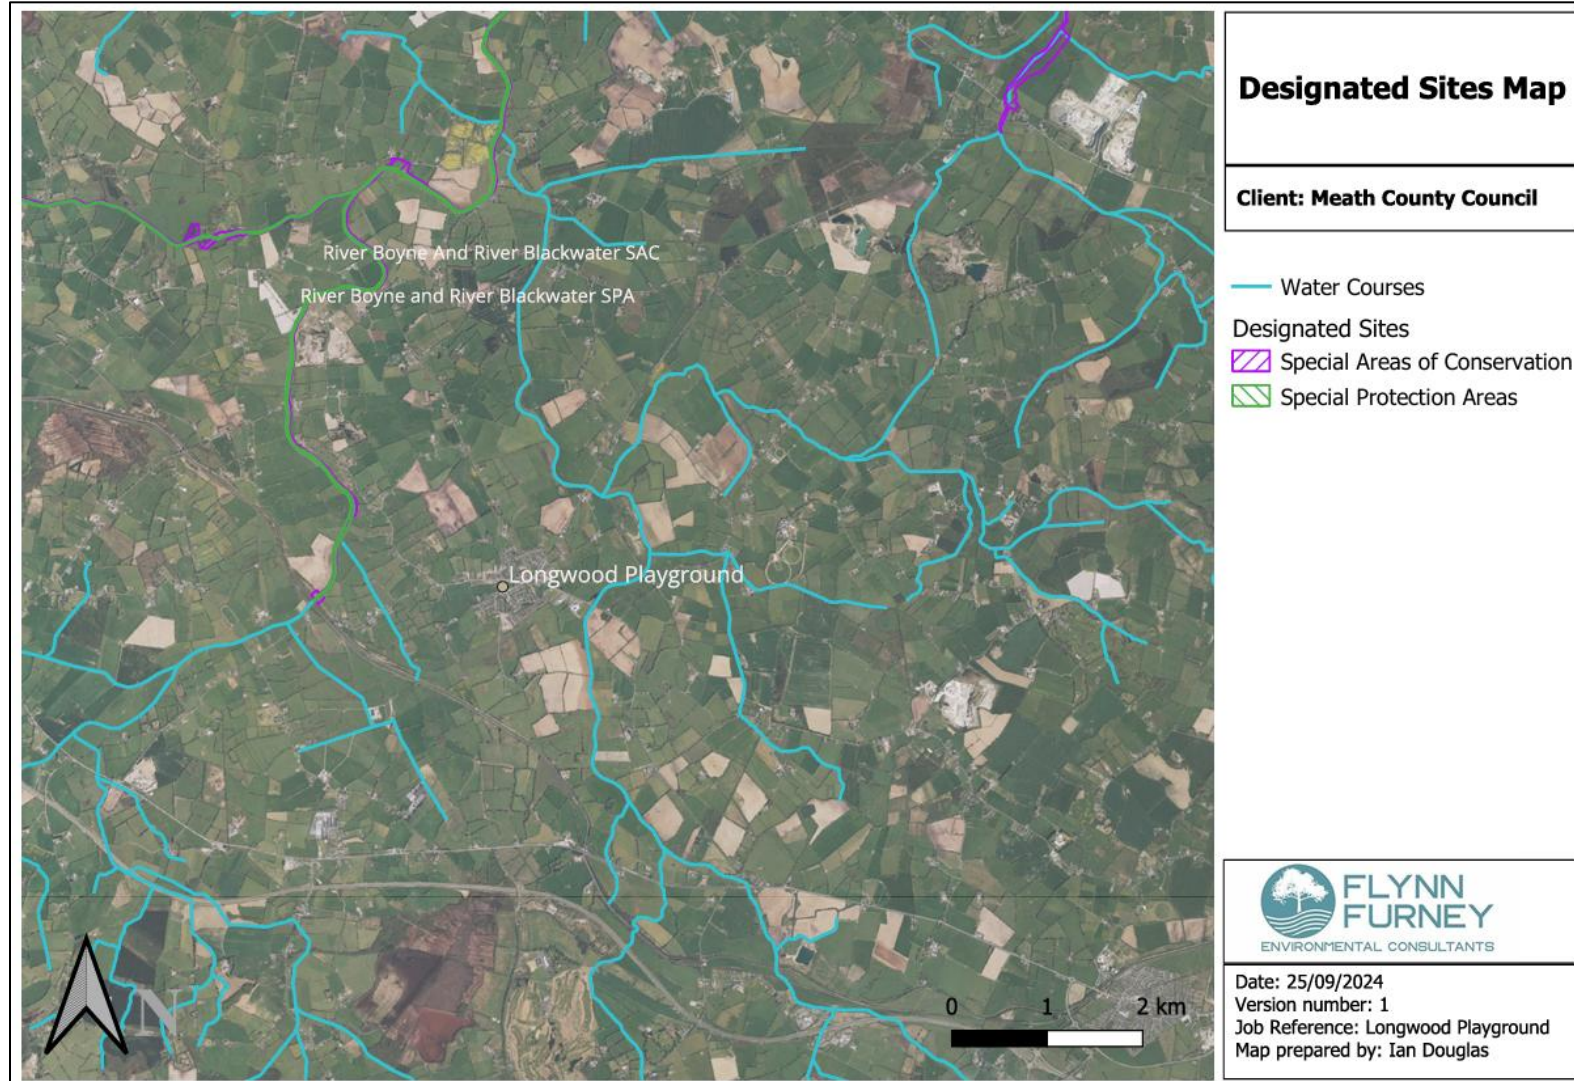 Designated Sites Map
Client: Meath County Council
Water Courses
Designated Sites
Special Areas of Conservation
Special Protection Areas
River Boyne And River Blackwater SAC
River Boyne and River Blackwater SPA
Longwood Playground
N
0 1 2 km
FLYNN
FURNEY
ENVIRONMENTAL CONSULTANTS
Date: 25/09/2024
Version number: 1
Job Reference: Longwood Playground
Map prepared by: Ian Douglas